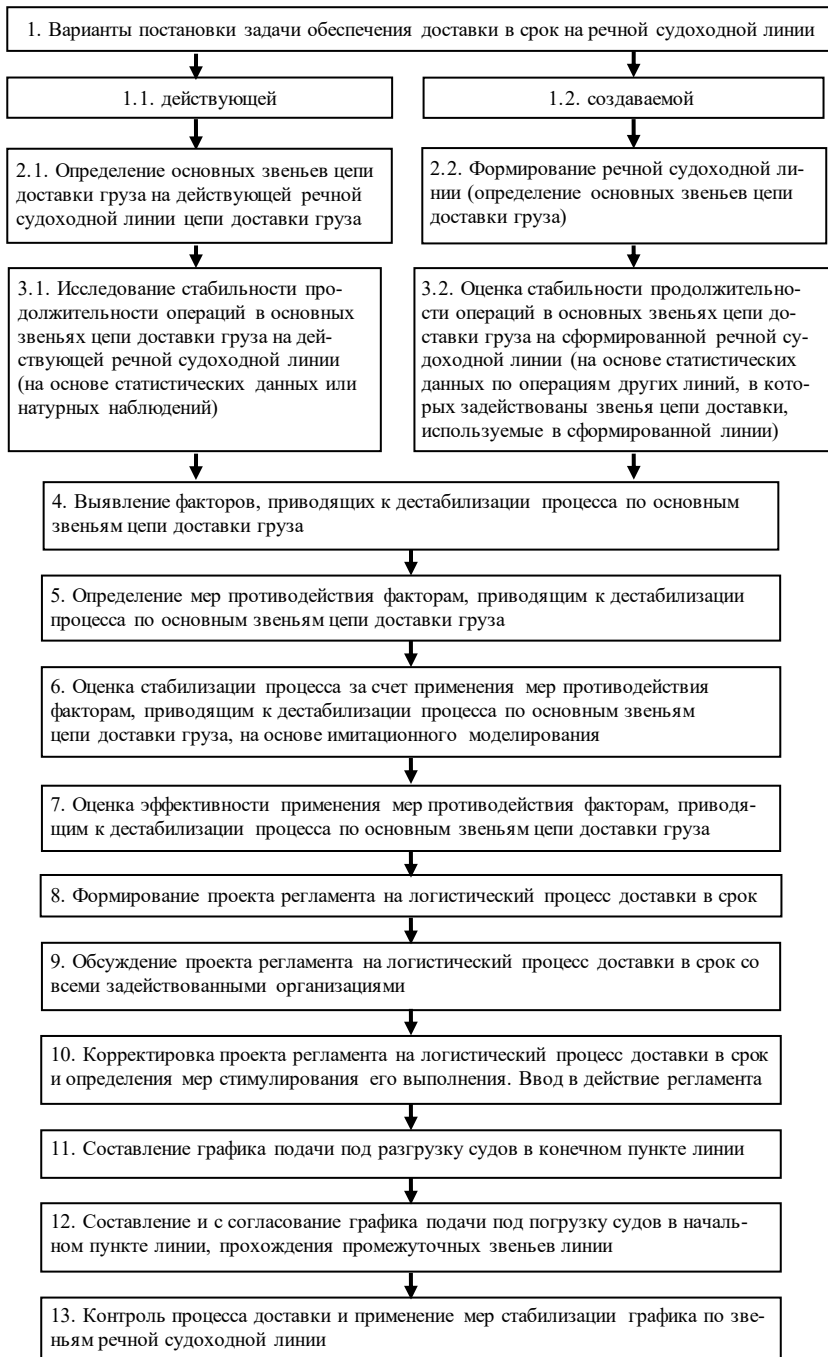 1. Варианты постановки задачи обеспечения доставки в срок на речной судоходной линии
1.1. действующей
1.2. создаваемой
2.1. Определение основных звеньев цепи
доставки груза на действующей речной
судоходной линии цепи доставки груза
2.2. Формирование речной судоходной ли-
нии (определение основных звеньев цепи
доставки груза)
3.1. Исследование стабильности про-
должительности операций в основных
звеньях цепи доставки груза на дей-
ствующей речной судоходной линии
(на основе статистических данных или
натурных наблюдений)
3.2. Оценка стабильности продолжительно-
сти операций в основных звеньях цепи до-
ставки груза на сформированной речной су-
доходной линии (на основе статистических
данных по операциям других линий, в кото-
рых задействованы звенья цепи доставки,
используемые в сформированной линии)
4. Выявление факторов, приводящих к дестабилизации процесса по основным
звеньям цепи доставки груза
5. Определение мер противодействия факторам, приводящим к дестабилизации
процесса по основным звеньям цепи доставки груза
6. Оценка стабилизации процесса за счет применения мер противодействия
факторам, приводящим к дестабилизации процесса по основным звеньям
цепи доставки груза, на основе имитационного моделирования
7. Оценка эффективности применения мер противодействия факторам, приводя-
щим к дестабилизации процесса по основным звеньям цепи доставки груза
8. Формирование проекта регламента на логистический процесс доставки в срок
9. Обсуждение проекта регламента на логистический процесс доставки в срок со
всеми задействованными организациями
10. Корректировка проекта регламента на логистический процесс доставки в срок
и определения мер стимулирования его выполнения. Ввод в действие регламента
11. Составление графика подачи под разгрузку судов в конечном пункте линии
12. Составление и с согласование графика подачи под погрузку судов в началь-
ном пункте линии, прохождения промежуточных звеньев линии
13. Контроль процесса доставки и применение мер стабилизации графика по зве-
ньям речной судоходной линии